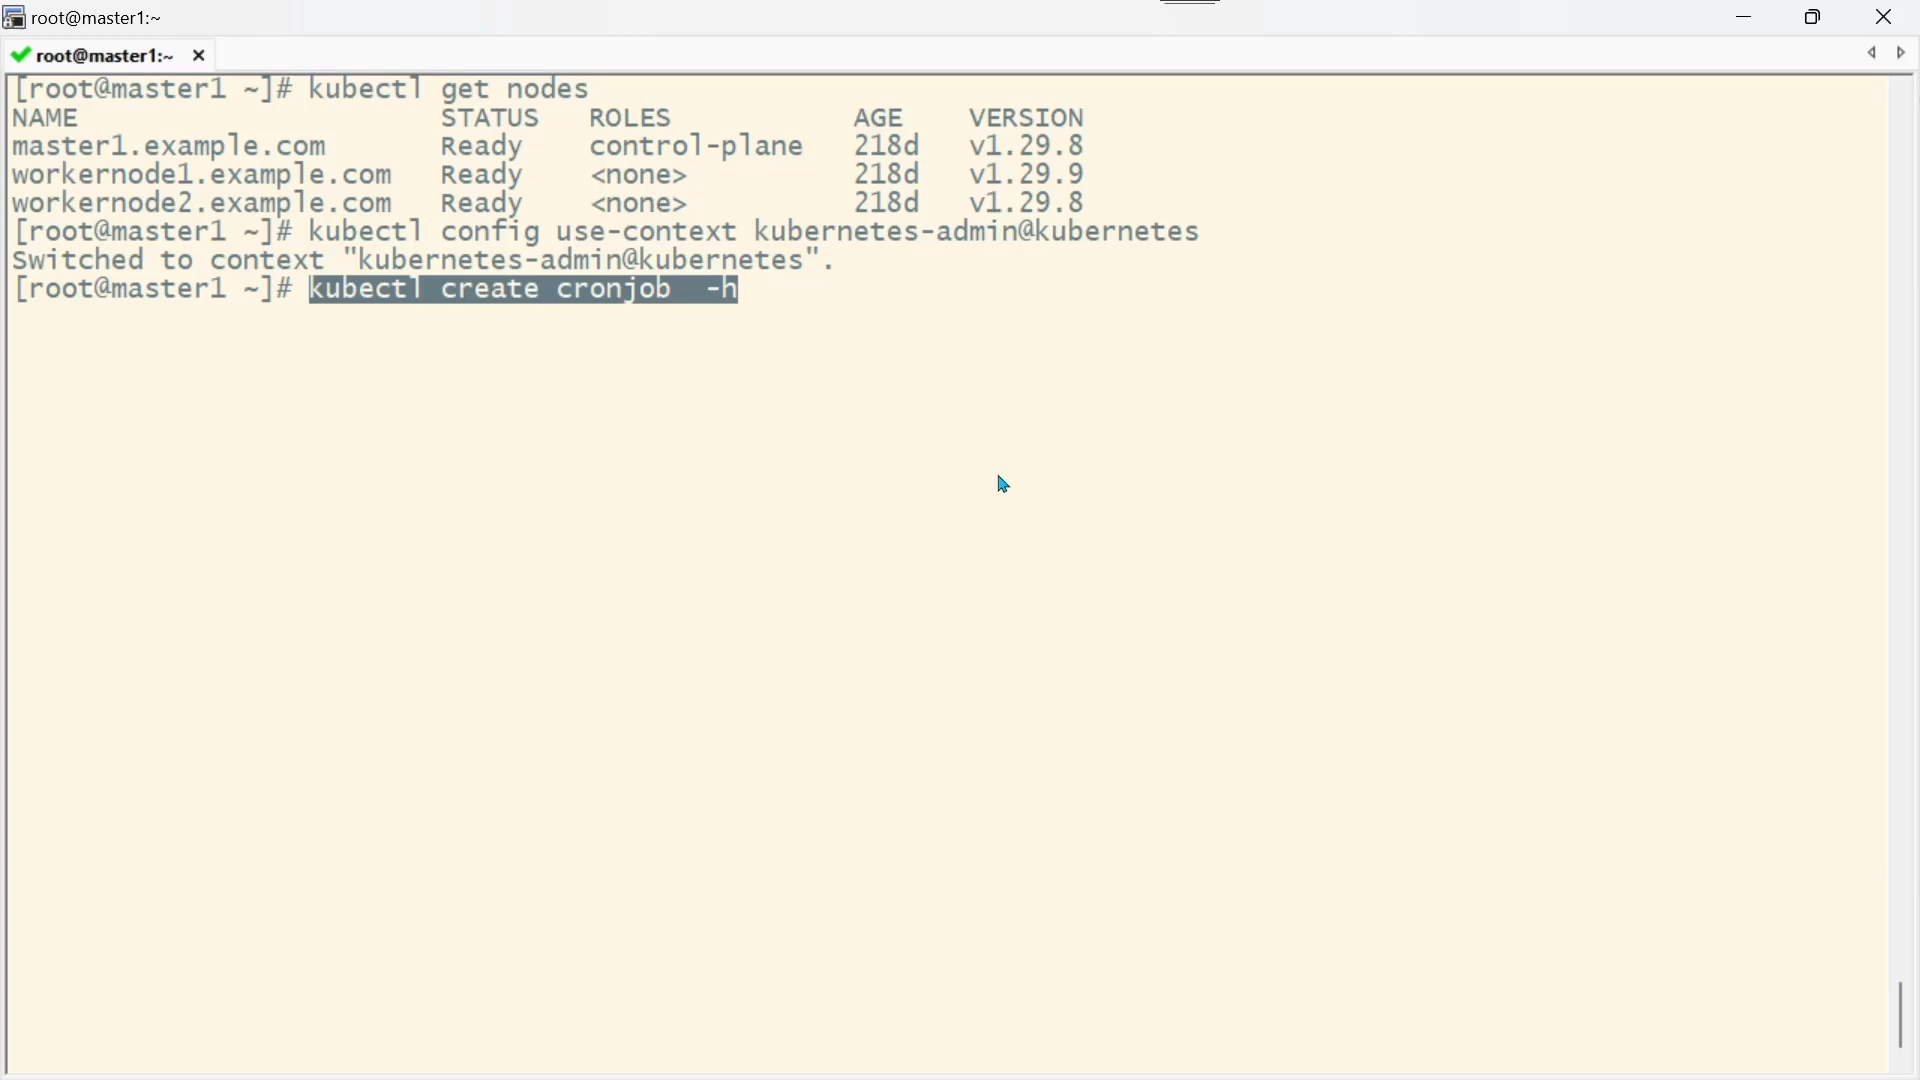 root@master1:~
root@master1:~
[root@master1 ~]# kubectl get nodes
NAME STATUS ROLES AGE VERSION
master1.example.com Ready control-plane 218d v1.29.8
workernode1.example.com Ready <none> 218d v1.29.9
workernode2.example.com Ready <none> 218d v1.29.8
[root@master1 ~]# kubectl config use-context kubernetes-admin@kubernetes
Switched to context "kubernetes-admin@kubernetes".
[root@master1 ~]# kubectl create cronjob  -h